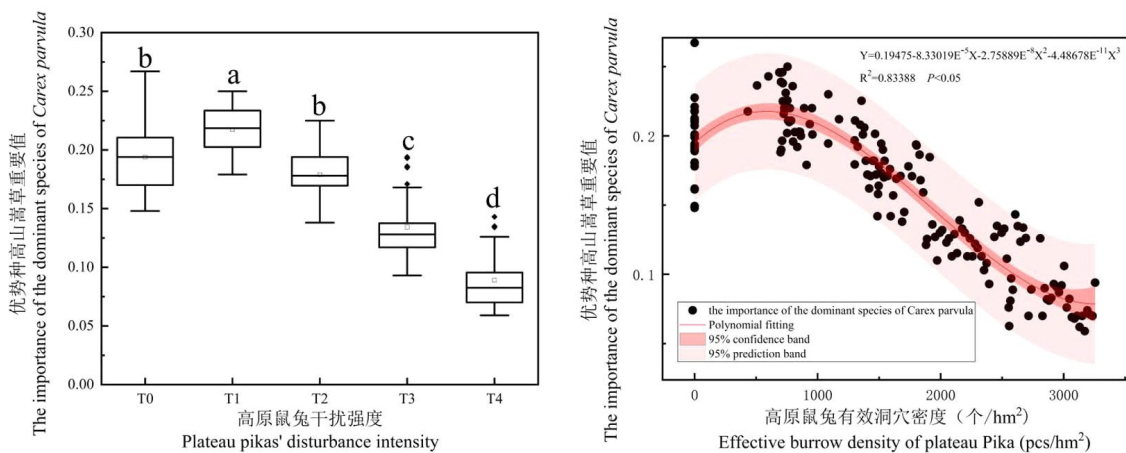 优势种高山嵩草重要值
The importance of the dominant species of Carex parvula
0.30
0.25
0.20
0.15
0.10
0.05
0.00
b
a
b
c
d
T0
T1
T2
T3
T4
高原鼠兔干扰强度
Plateau pikas' disturbance intensity
优势种高山嵩草重要值
The importance of the dominant species of Carex parvula
0.2
0.1
Y=0.19475-8.33019E⁻⁵X-2.75889E⁻⁸X²-4.48678E⁻¹¹X³
R²=0.83388 P<0.05
the importance of the dominant species of Carex parvula
Polynomial fitting
95% confidence band
95% prediction band
0
1000
2000
3000
高原鼠兔有效洞穴密度（个/hm²）
Effective burrow density of plateau Pika (pcs/hm²)